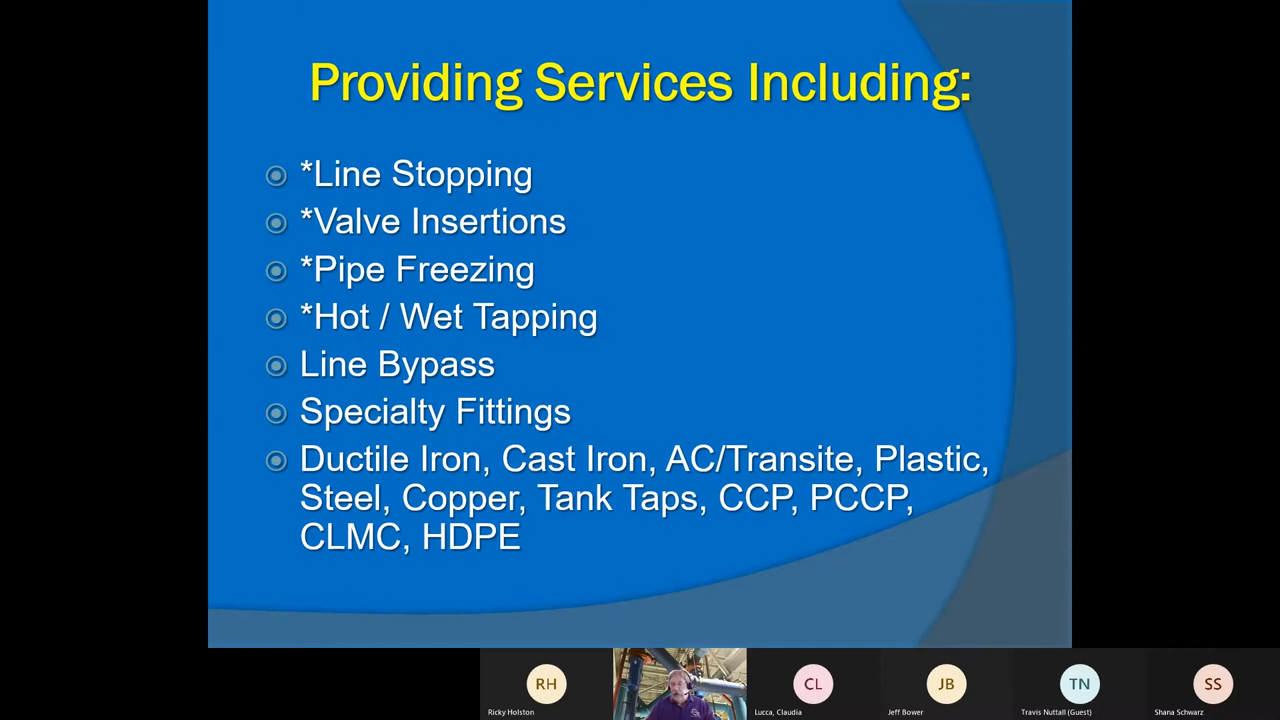 Providing Services Including:
*Line Stopping
*Valve Insertions
*Pipe Freezing
*Hot / Wet Tapping
Line Bypass
Specialty Fittings
Ductile Iron, Cast Iron, AC/Transite, Plastic,
Steel, Copper, Tank Taps, CCP, PCCP,
CLMC, HDPE
RH
CL
JB
TN
SS
Ricky Holston
Lucca, Claudia
Jeff Bower
Travis Nuttall (Guest)
Shana Schwarz